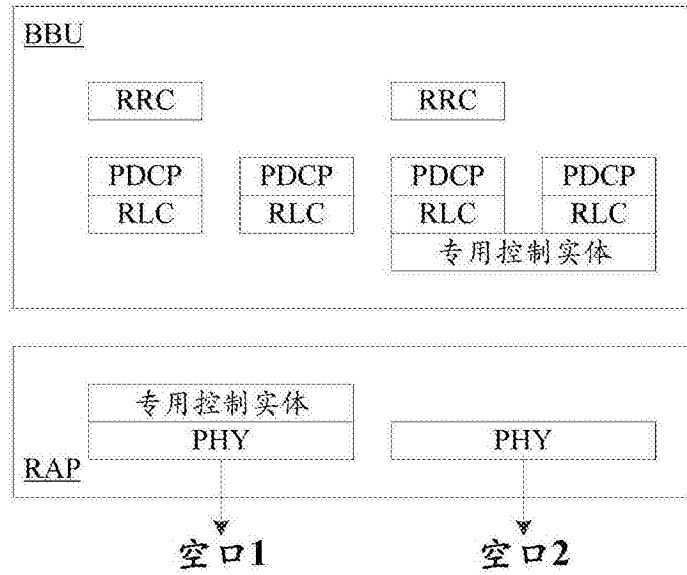 BBU
RRC RRC
PDCP PDCP PDCP PDCP
RLC RLC RLC RLC
专用控制实体
专用控制实体
PHY PHY
RAP
空口1 空口2